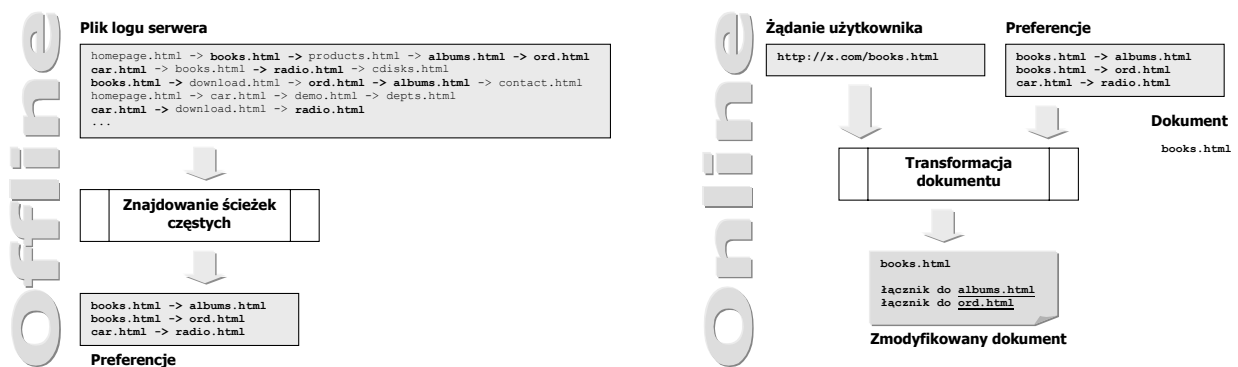 Offline
Plik logu serwera
homepage.html -> books.html -> products.html -> albums.html -> ord.html
car.html -> books.html -> radio.html -> cdisks.html
books.html -> download.html -> ord.html -> albums.html -> contact.html
homepage.html -> car.html -> demo.html -> depts.html
car.html -> download.html -> radio.html
...
Znajdowanie ścieżek
częstych
books.html -> albums.html
books.html -> ord.html
car.html -> radio.html
Preferencje
Online
Żądanie użytkownika
http://x.com/books.html
Preferencje
books.html -> albums.html
books.html -> ord.html
car.html -> radio.html
Dokument
books.html
Transformacja
dokumentu
books.html
łącznik do albums.html
łącznik do ord.html
Zmodyfikowany dokument